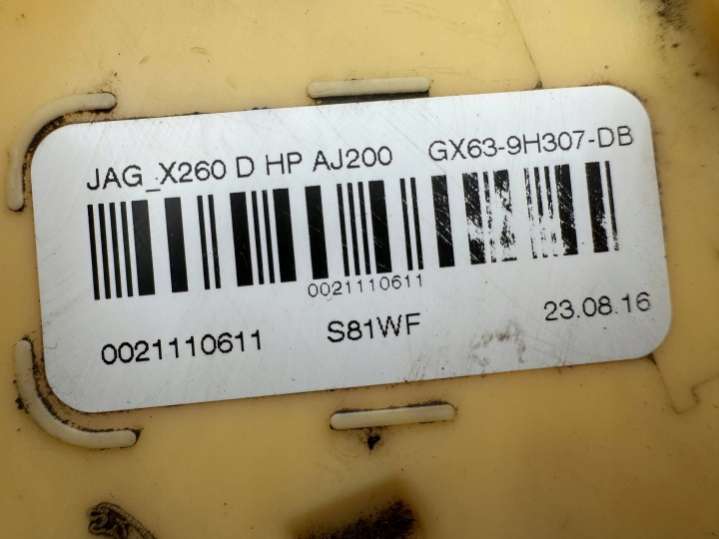 JAG_X260 D HP AJ200 GX63-9H307-DB
0021110611
0021110611 S81WF 23.08.16